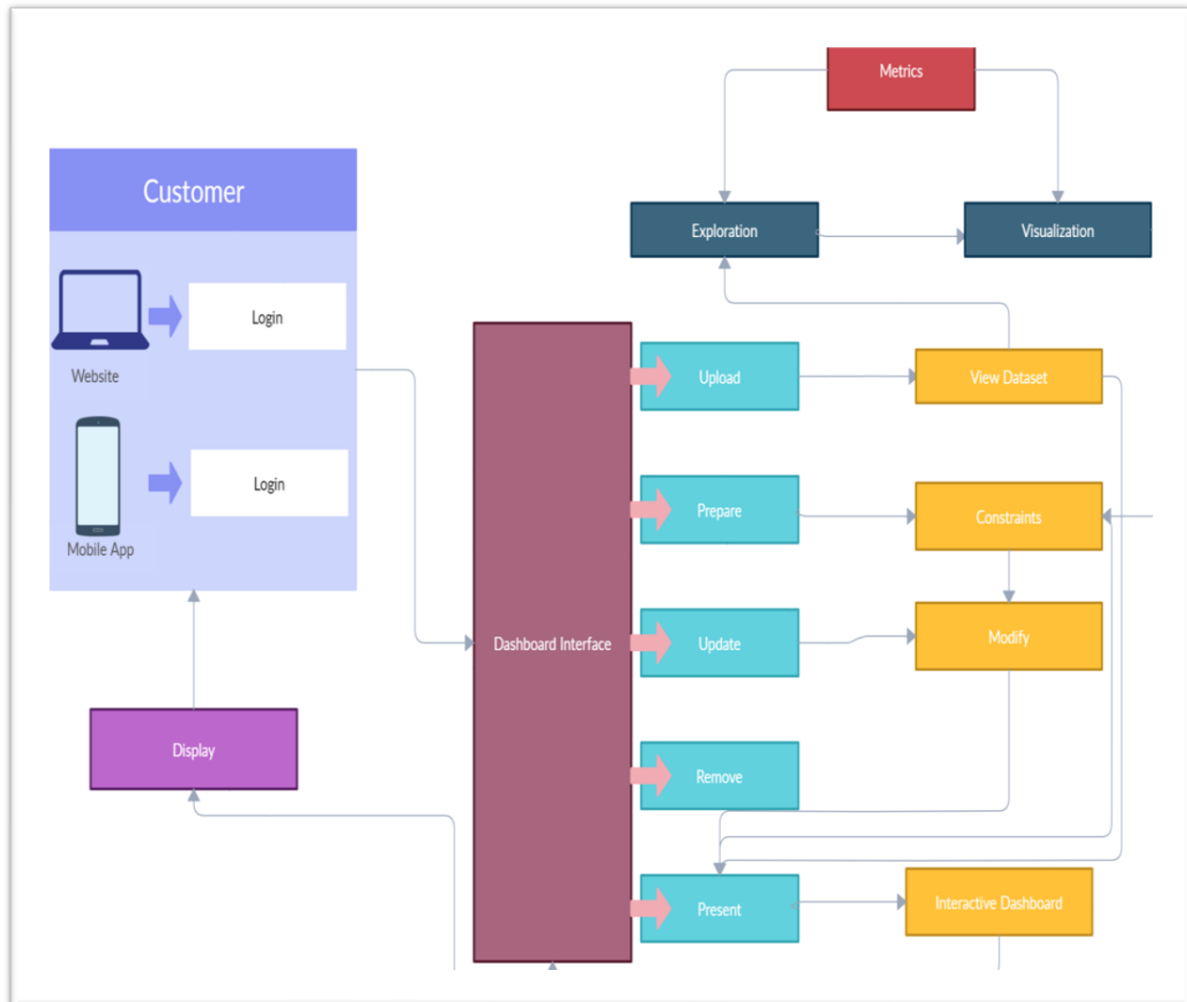 Metrics
Customer
Exploration
Visualization
Login
Website
Upload
View Dataset
Login
Mobile App
Prepare
Constraints
Dashboard Interface
Update
Modify
Display
Remove
Present
Interactive Dashboard